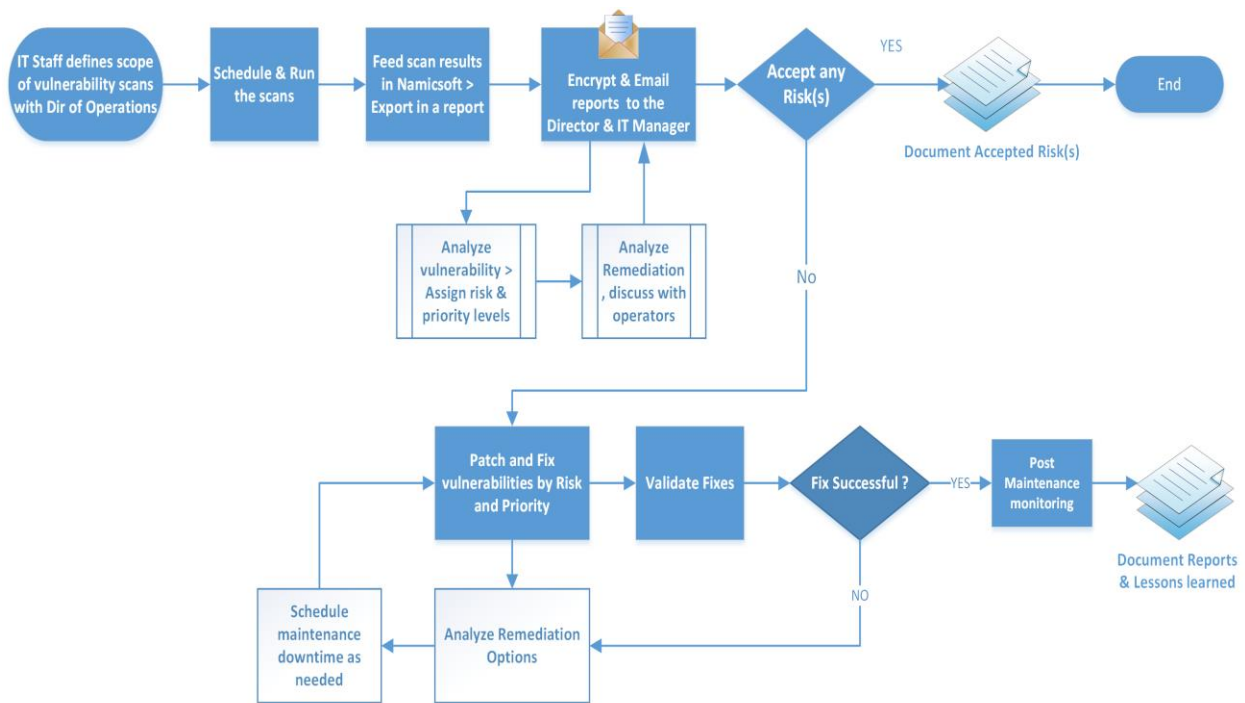 IT Staff defines scope
of vulnerability scans
with Dir of Operations
Schedule & Run
the scans
Feed scan results
in Namicsoft >
Export in a report
Encrypt & Email
reports to the
Director & IT Manager
Accept any
Risk(s)
YES
Document Accepted Risk(s)
End
Analyze
vulnerability >
Assign risk &
priority levels
Analyze
Remediation
, discuss with
operators
No
Patch and Fix
vulnerabilities by Risk
and Priority
Validate Fixes
Fix Successful ?
YES
Post
Maintenance
monitoring
Document Reports
& Lessons learned
NO
Schedule
maintenance
downtime as
needed
Analyze Remediation
Options